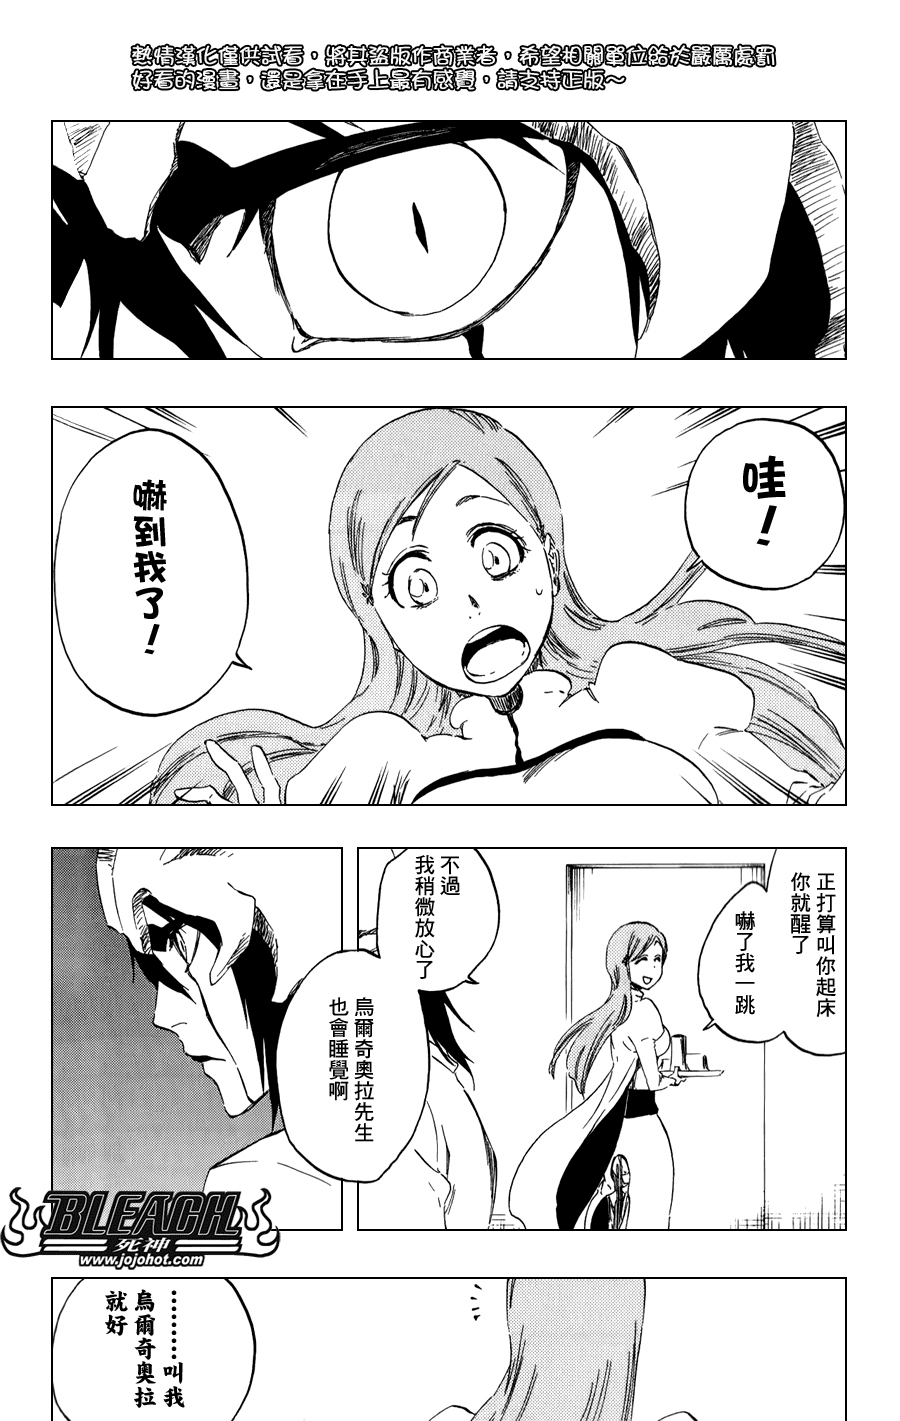 熱情漢化僅供試看，將其盜版作商業者，希望相關單位給於嚴厲處罰
好看的漫畫，還是拿在手上最有感覺，請支持正版～
哇！
嚇到我了！
正打算叫你起床
你就醒了
嚇了我一跳
不過
我稍微放心了
烏爾奇奧拉先生
也會睡覺啊
BLEACH
死神
www.jojohot.com
………叫我
烏爾奇奧拉
就好